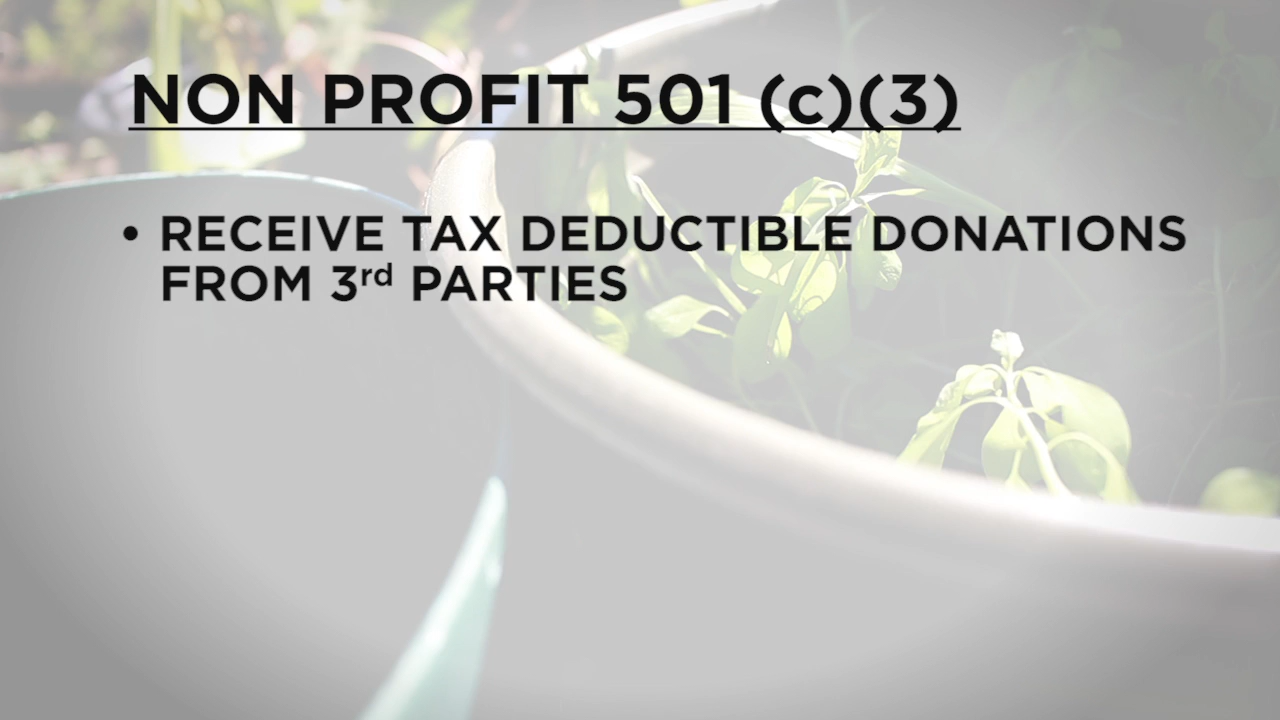 NON PROFIT 501 (c)(3)
• RECEIVE TAX DEDUCTIBLE DONATIONS
FROM 3rd PARTIES